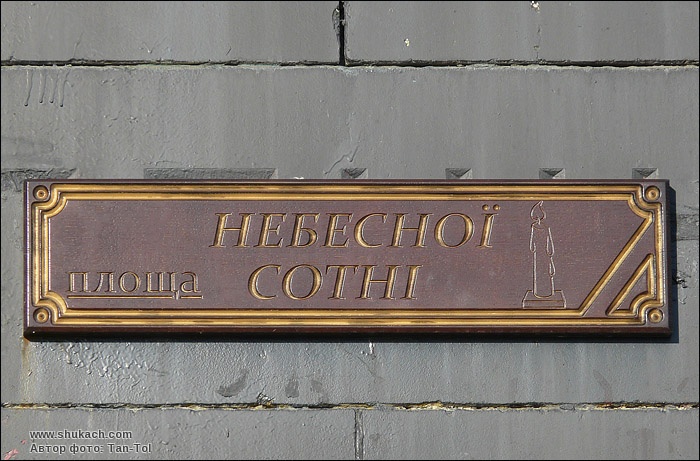 НЕБЕСНОЇ
площа СОТНІ
www.shukach.com
Автор фото: Tan-Tol